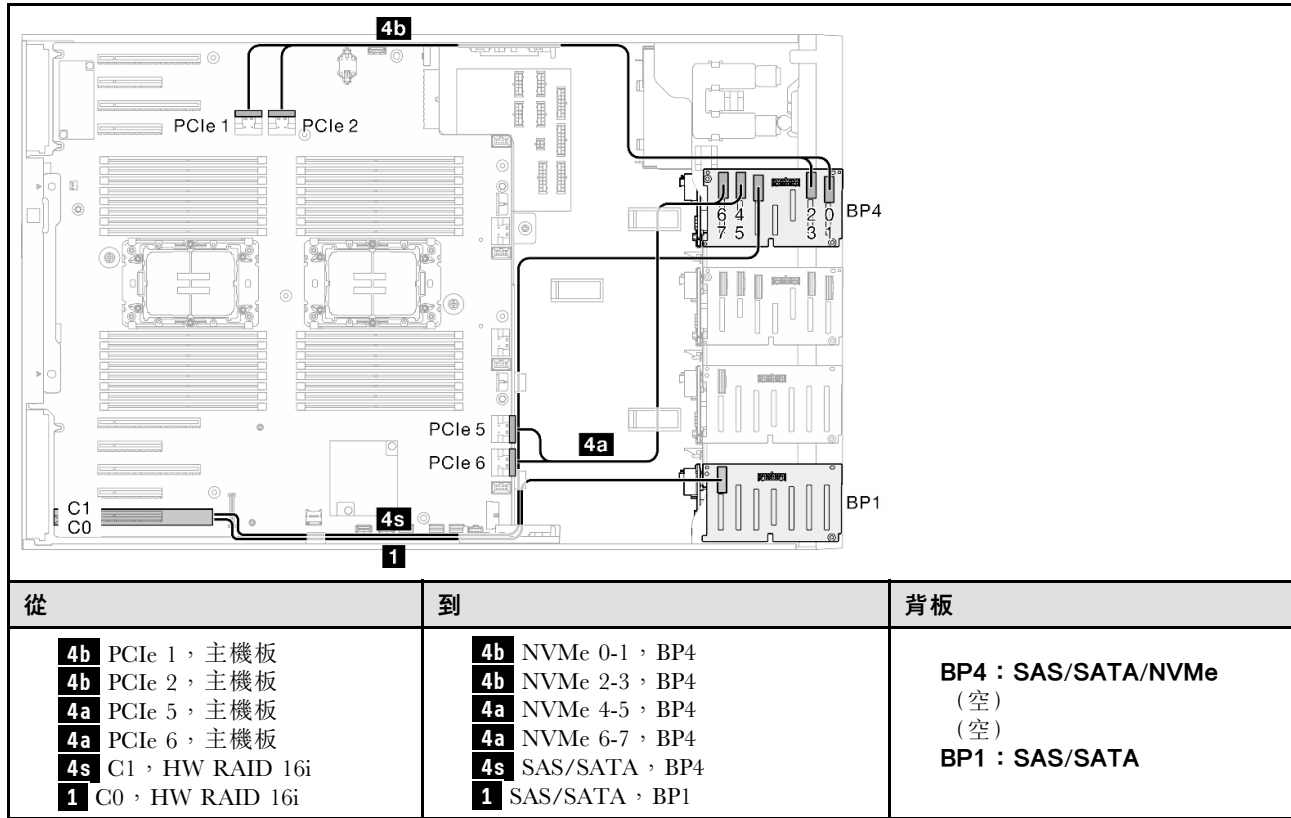 4b
PCIe 1
PCIe 2
6 4 2 0
7 5 3 1
BP4
PCIe 5
4a
PCIe 6
C1
C0
4s
BP1
1
從
到
背板
4b PCIe 1，主機板
4b PCIe 2，主機板
4a PCIe 5，主機板
4a PCIe 6，主機板
4s C1，HW RAID 16i
1 C0，HW RAID 16i
4b NVMe 0-1，BP4
4b NVMe 2-3，BP4
4a NVMe 4-5，BP4
4a NVMe 6-7，BP4
4s SAS/SATA，BP4
1 SAS/SATA，BP1
BP4：SAS/SATA/NVMe
（空）
（空）
BP1：SAS/SATA